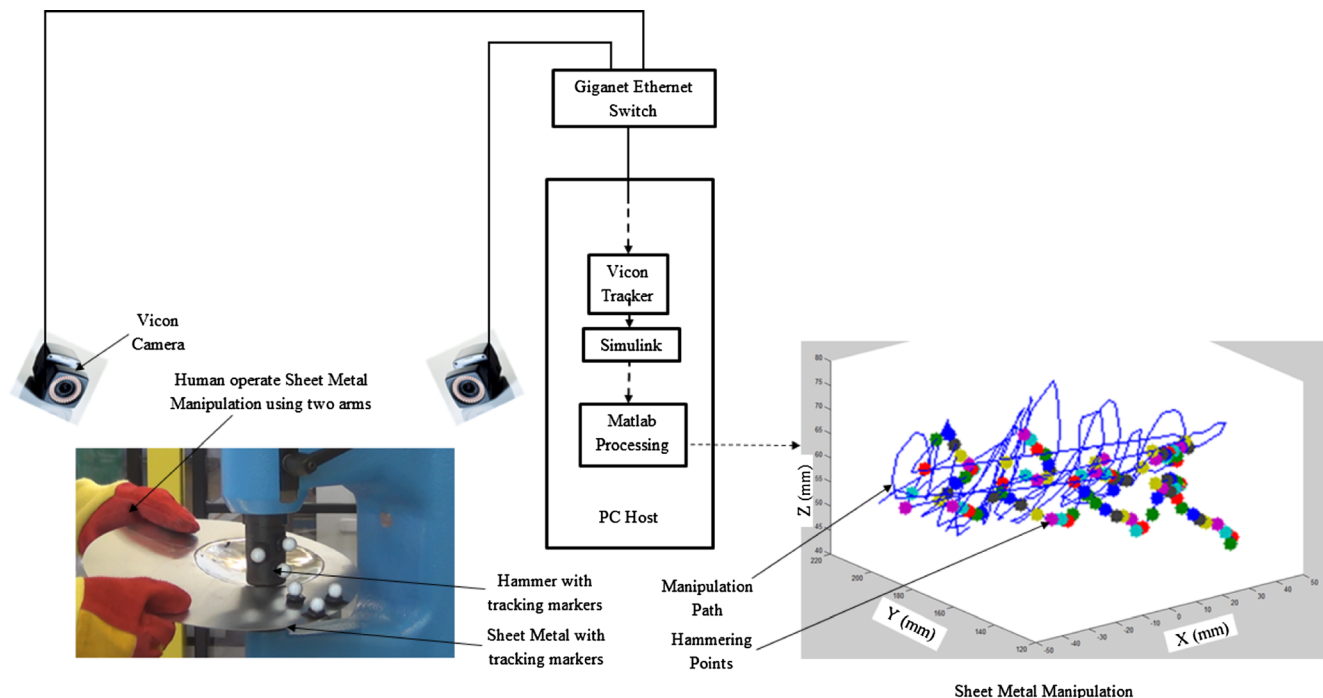 Giganet Ethernet
Switch
Vicon
Tracker
Simulink
Matlab
Processing
PC Host
Vicon
Camera
Human operate Sheet Metal
Manipulation using two arms
Hammer with
tracking markers
Sheet Metal with
tracking markers
Manipulation
Path
Hammering
Points
80
75
70
65
60
55
50
45
40
Z (mm)
220
200
180
160
140
120
Y (mm)
-50
-40
-30
-20
-10
0
10
20
30
40
50
X (mm)
Sheet Metal Manipulation